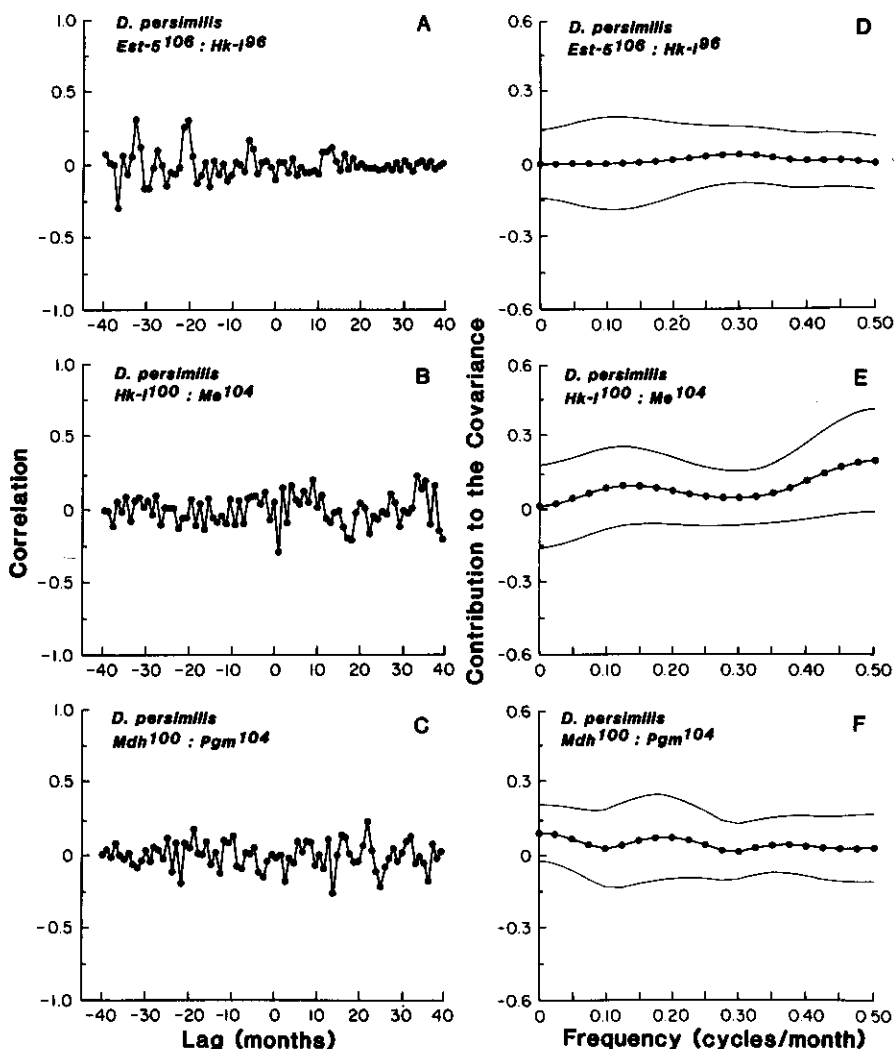 D. persimilis
Est-5106 : Hk-196
A
1.0
0.5
0
-0.5
-1.0
-40 -30 -20 -10 0 10 20 30 40
D. persimilis
Est-5106 : Hk-196
D
0.6
0.3
0
-0.3
-0.6
0 0.10 0.20 0.30 0.40 0.50
D. persimilis
Hk-1100 : Me104
B
1.0
0.5
0
-0.5
-1.0
-40 -30 -20 -10 0 10 20 30 40
D. persimilis
Hk-1100 : Me104
E
0.6
0.3
0
-0.3
-0.6
0 0.10 0.20 0.30 0.40 0.50
D. persimilis
Mdh100 : Pgm104
C
1.0
0.5
0
-0.5
-1.0
-40 -30 -20 -10 0 10 20 30 40
D. persimilis
Mdh100 : Pgm104
F
0.6
0.3
0
-0.3
-0.6
0 0.10 0.20 0.30 0.40 0.50
Correlation
Contribution to the Covariance
Lag (months)
Frequency (cycles/month)